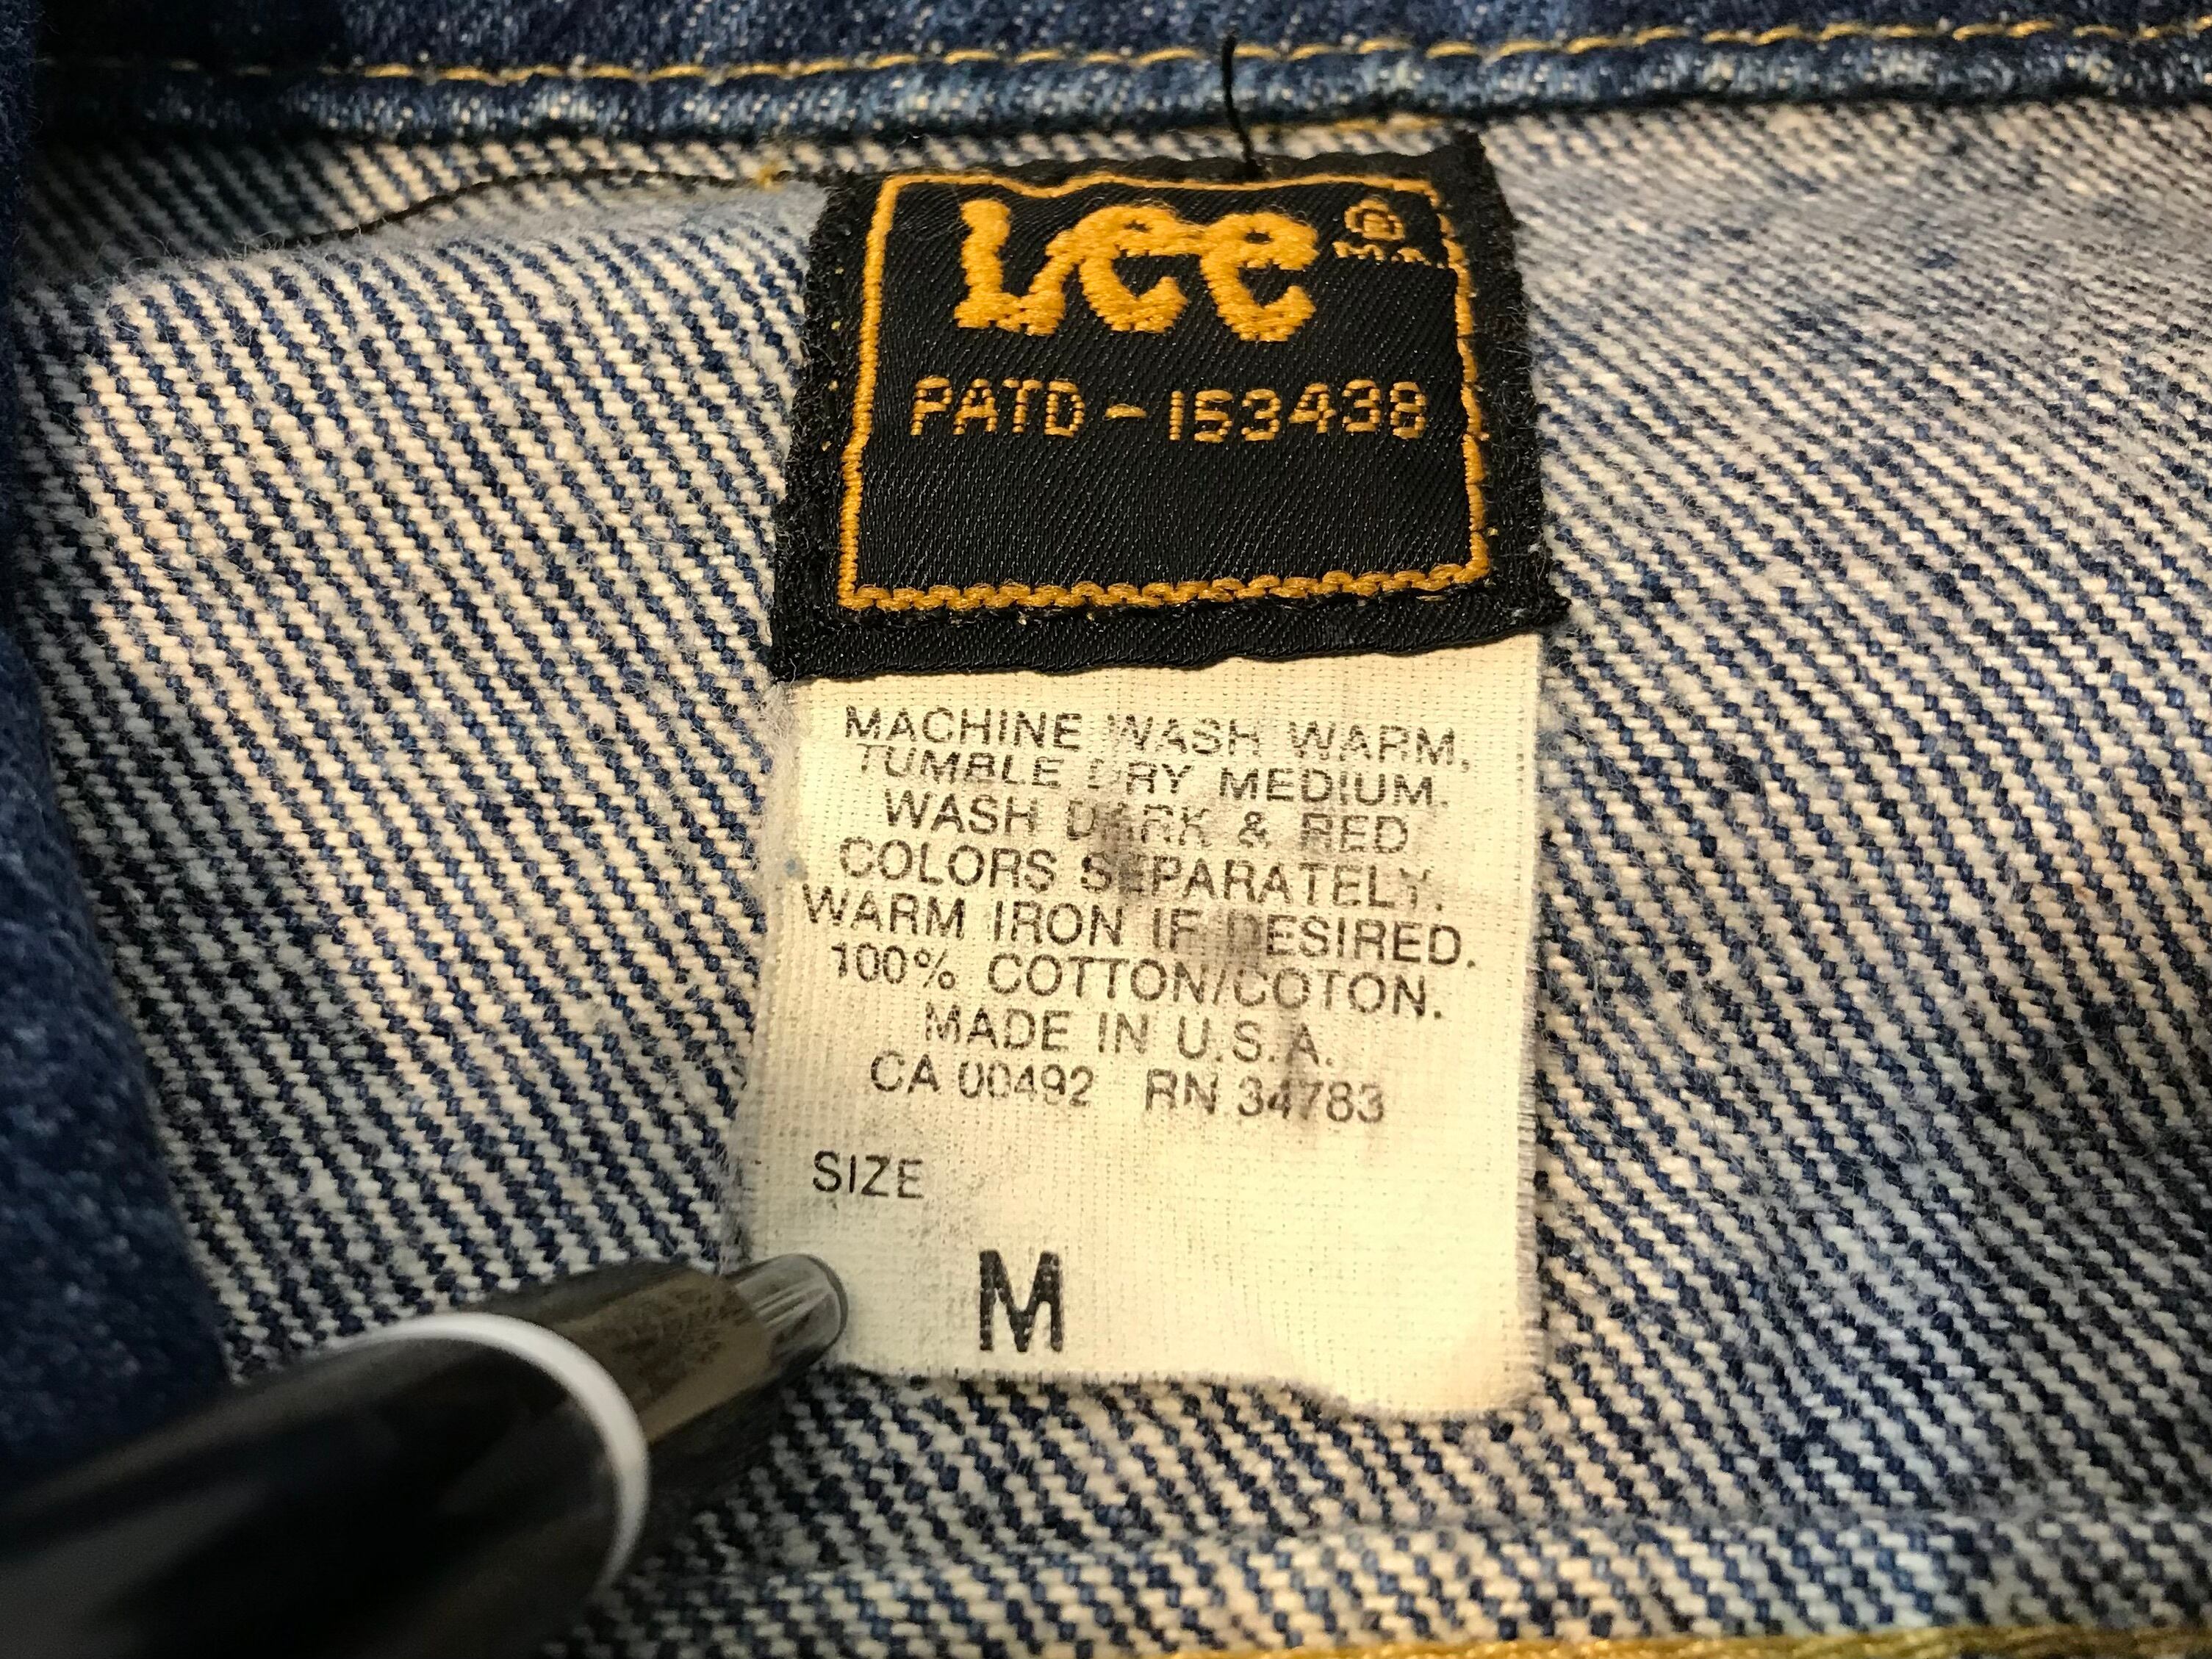 Lee ®
M.R.
PATD - 153438
MACHINE WASH WARM,
TUMBLE DRY MEDIUM.
WASH DARK & RED
COLORS SEPARATELY.
WARM IRON IF DESIRED.
100% COTTON/COTON.
MADE IN U.S.A.
CA 00492 RN 34783
SIZE
M